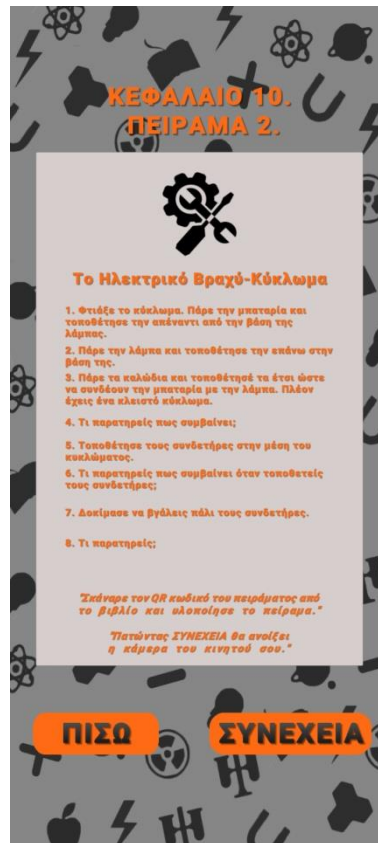 ΚΕΦΑΛΑΙΟ 10.
ΠΕΙΡΑΜΑ 2.
Το Ηλεκτρικό Βραχύ-Κύκλωμα
1. Φτιάξε το κύκλωμα. Πάρε την μπαταρία και
τοποθέτησε την απέναντι από την βάση της
λάμπας.
2. Πάρε την λάμπα και τοποθέτησε την επάνω στην
βάση της.
3. Πάρε τα καλώδια και τοποθέτησέ τα έτσι ώστε
να συνδέουν την μπαταρία με την λάμπα. Πλέον
έχεις ένα κλειστό κύκλωμα.
4. Τι παρατηρείς πως συμβαίνει;
5. Τοποθέτησε τους συνδετήρες στην μέση του
κυκλώματος.
6. Τι παρατηρείς πως συμβαίνει όταν τοποθετείς
τους συνδετήρες;
7. Δοκίμασε να βγάλεις πάλι τους συνδετήρες.
8. Τι παρατηρείς;
"Σκάναρε τον QR κωδικό του πειράματος από
το βιβλίο και υλοποίησε το πείραμα."
"Πατώντας ΣΥΝΕΧΕΙΑ θα ανοίξει
η κάμερα του κινητού σου."
ΠΙΣΩ
ΣΥΝΕΧΕΙΑ